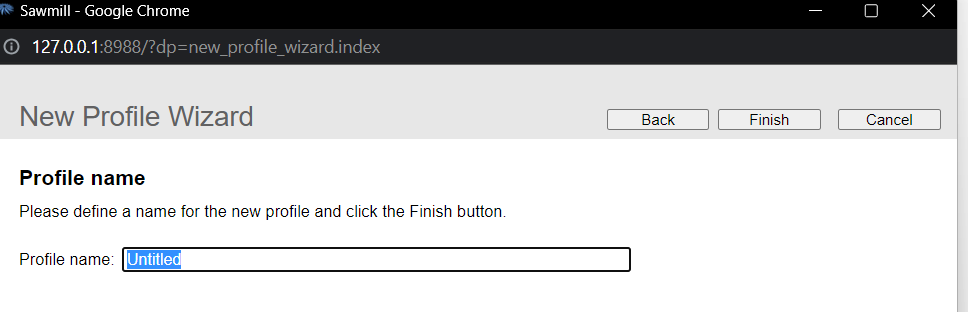 Sawmill - Google Chrome
127.0.0.1:8988/?dp=new_profile_wizard.index
New Profile Wizard
Back Finish Cancel
Profile name
Please define a name for the new profile and click the Finish button.
Profile name: Untitled